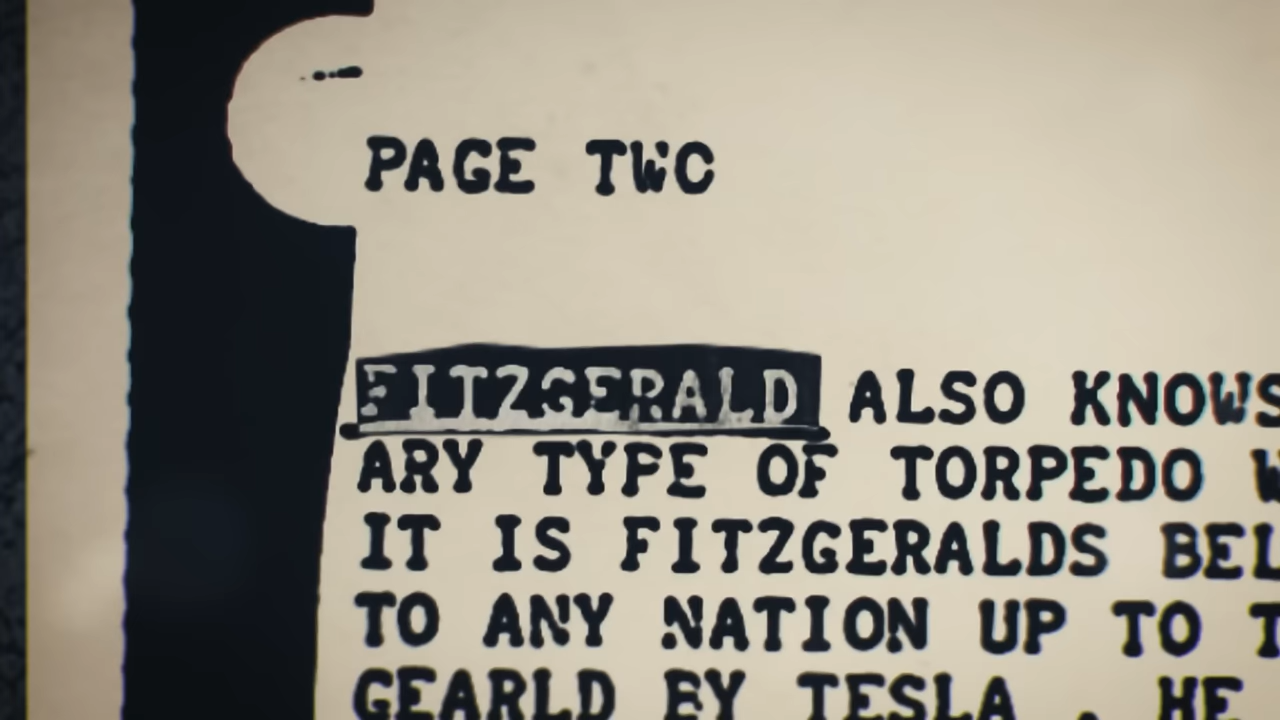 PAGE TWO
FITZGERALD ALSO KNOWS
ARY TYPE OF TORPEDO
IT IS FITZGERALDS BEL
TO ANY NATION UP TO T
GEARLD BY TESLA . HE